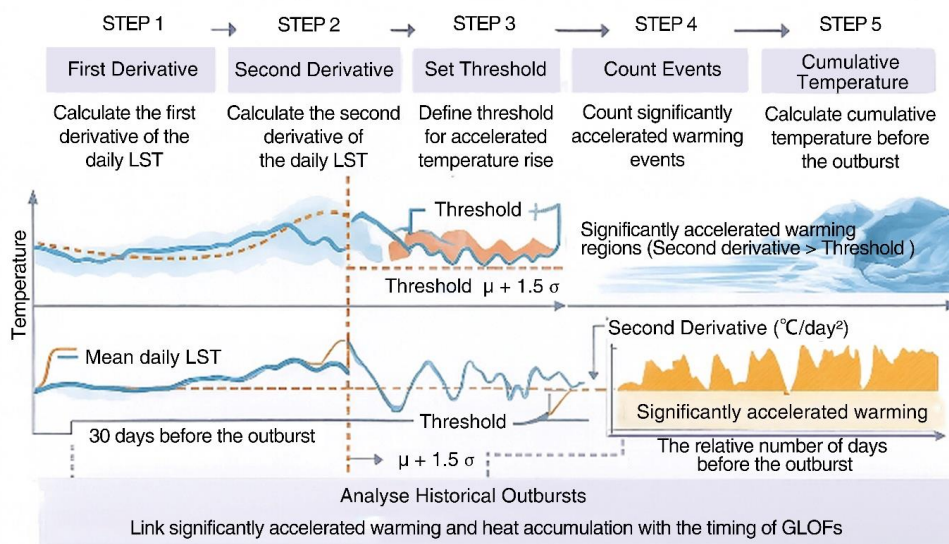 STEP 1
STEP 2
STEP 3
STEP 4
STEP 5
First Derivative
Second Derivative
Set Threshold
Count Events
Cumulative
Temperature
Calculate the first
derivative of the
daily LST
Calculate the second
derivative of
the daily LST
Define threshold
for accelerated
temperature rise
Count significantly
accelerated warming
events
Calculate cumulative
temperature before
the outburst
Temperature
Threshold
Threshold μ + 1.5 σ
Significantly accelerated warming
regions (Second derivative > Threshold )
Mean daily LST
Second Derivative (℃/day²)
Threshold
30 days before the outburst
μ + 1.5 σ
Significantly accelerated warming
The relative number of days
before the outburst
Analyse Historical Outbursts
Link significantly accelerated warming and heat accumulation with the timing of GLOFs